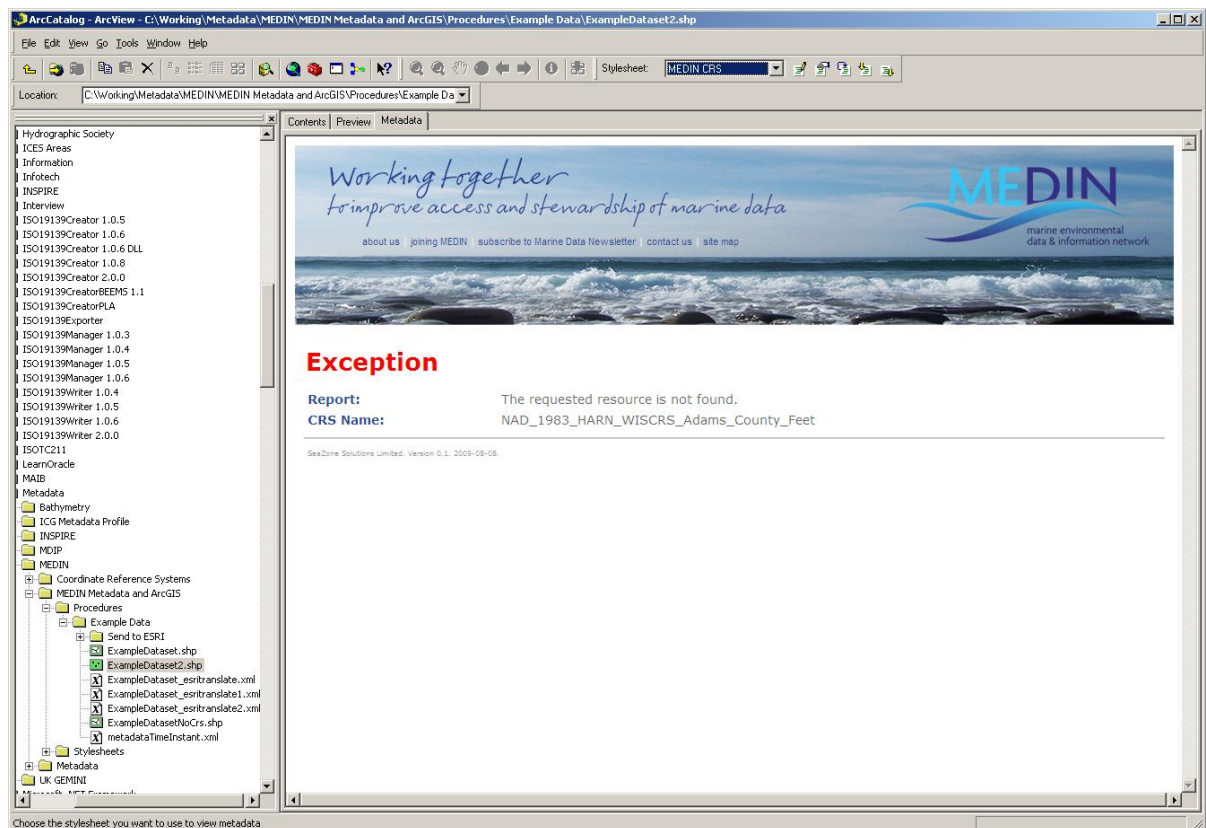 ArcCatalog - ArcView - C:\Working\Metadata\MEDIN\MEDIN Metadata and ArcGIS\Procedures\Example Data\ExampleDataset2.shp
File Edit View Go Tools Window Help
Stylesheet: MEDIN CRS
Location: C:\Working\Metadata\MEDIN\MEDIN Metadata and ArcGIS\Procedures\Example Da
Hydrographic Society
ICES Areas
Information
Infotech
INSPIRE
Interview
ISO19139Creator 1.0.5
ISO19139Creator 1.0.6
ISO19139Creator 1.0.6 DLL
ISO19139Creator 1.0.8
ISO19139Creator 2.0.0
ISO19139CreatorBEEMS 1.1
ISO19139CreatorPLA
ISO19139Exporter
ISO19139Manager 1.0.3
ISO19139Manager 1.0.4
ISO19139Manager 1.0.5
ISO19139Manager 1.0.6
ISO19139Writer 1.0.4
ISO19139Writer 1.0.5
ISO19139Writer 1.0.6
ISO19139Writer 2.0.0
ISOTC211
LearnOracle
MAIB
Metadata
Bathymetry
ICG Metadata Profile
INSPIRE
MDIP
MEDIN
Coordinate Reference Systems
MEDIN Metadata and ArcGIS
Procedures
Example Data
Send to ESRI
ExampleDataset.shp
ExampleDataset2.shp
ExampleDataset_esritranslate.xml
ExampleDataset_esritranslate1.xml
ExampleDataset_esritranslate2.xml
ExampleDatasetNoCrs.shp
metadataTimeInstant.xml
Stylesheets
Metadata
UK GEMINI
Contents Preview Metadata
Working together
to improve access and stewardship of marine data
about us | joining MEDIN | subscribe to Marine Data Newsletter | contact us | site map
MEDIN
marine environmental
data & information network
Exception
Report: The requested resource is not found.
CRS Name: NAD_1983_HARN_WISCRS_Adams_County_Feet
SeaZone Solutions Limited. Version 0.1. 2009-08-08.
Choose the stylesheet you want to use to view metadata